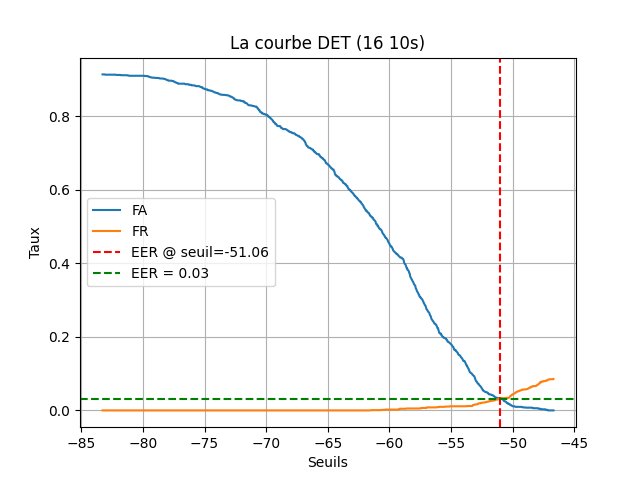 La courbe DET (16 10s)
Taux
0.8
0.6
0.4
0.2
0.0
FA
FR
EER @ seuil=-51.06
EER = 0.03
−85 −80 −75 −70 −65 −60 −55 −50 −45
Seuils